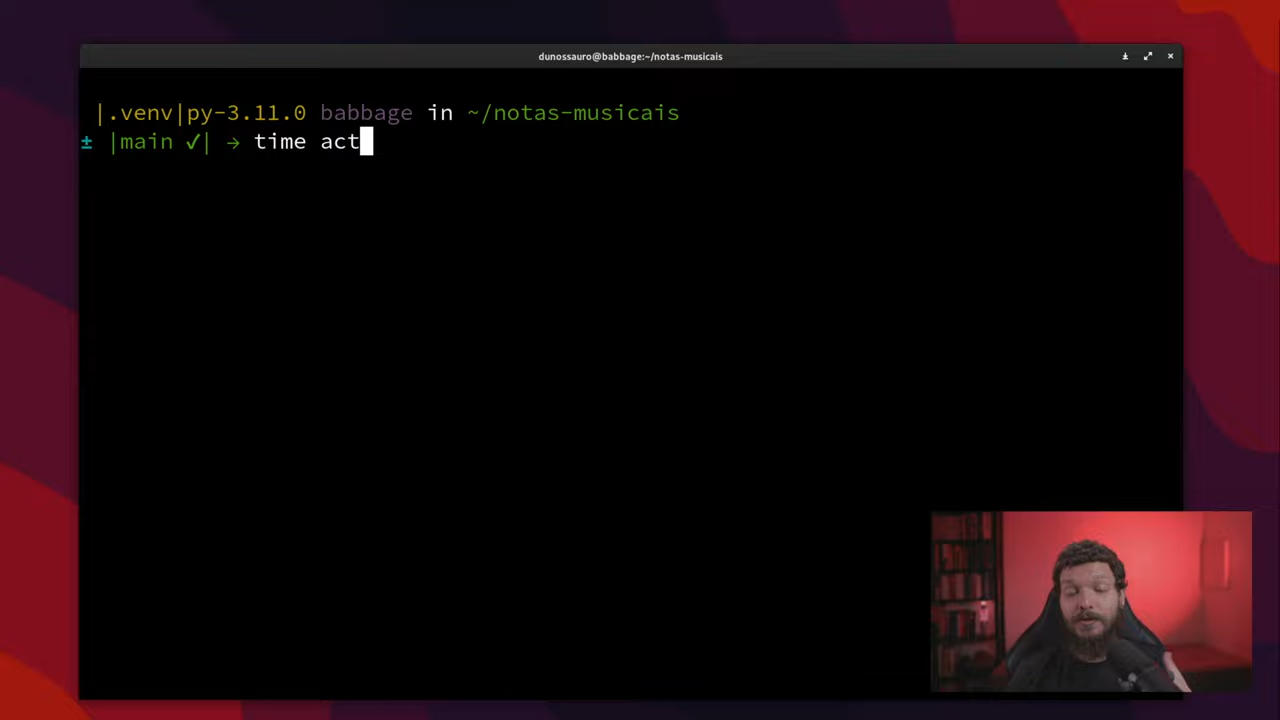 dunossauro@babbage:~/notas-musicais
|.venv|py-3.11.0 babbage in ~/notas-musicais
± |main ✓| → time act